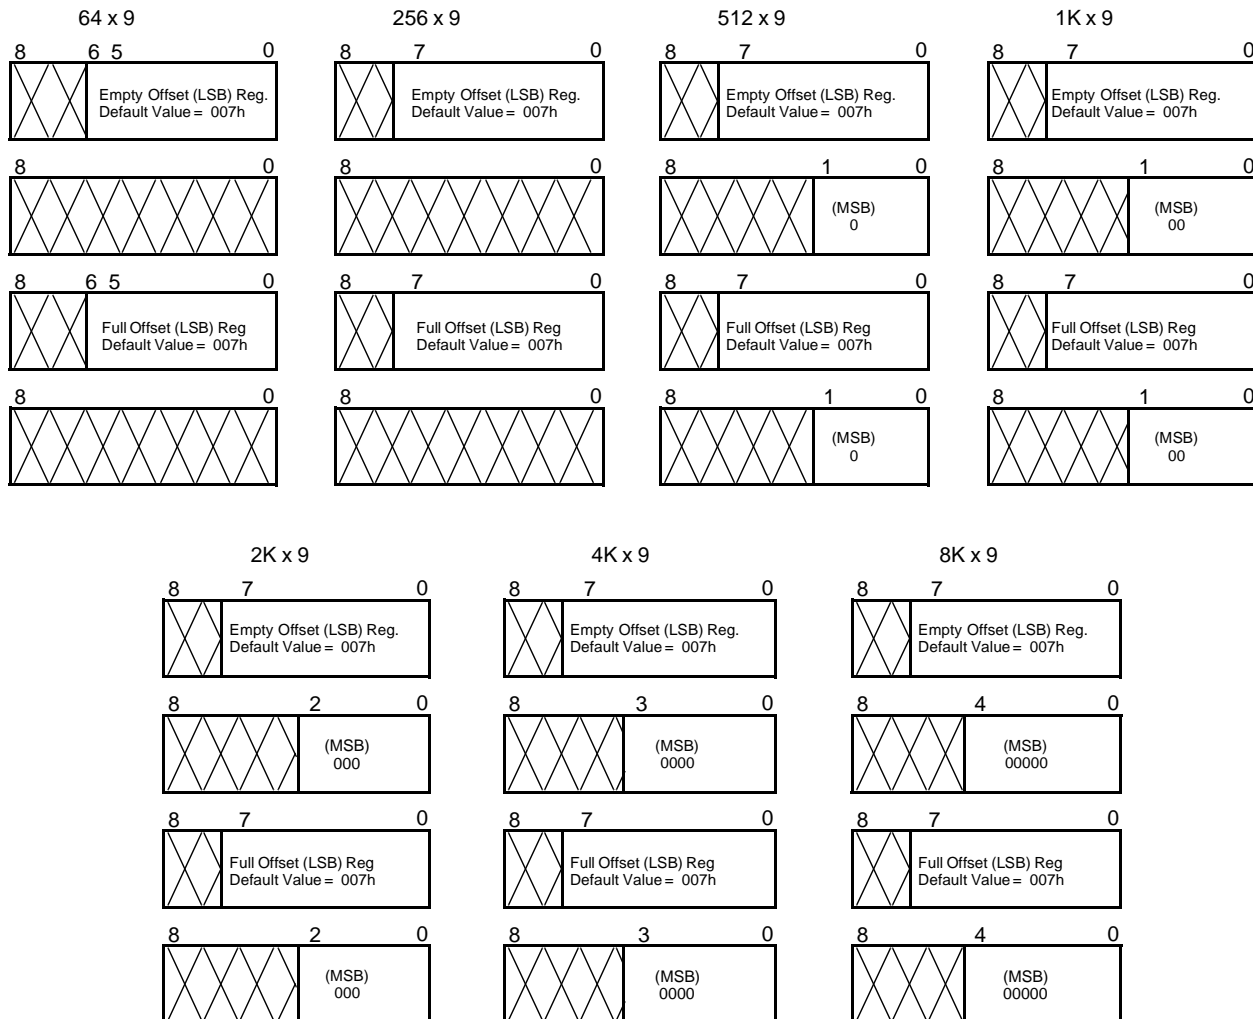 64 x 9 256 x 9 512 x 9 1K x 9
8 6 5 0 8 7 0 8 7 0 8 7 0
Empty Offset (LSB) Reg. Empty Offset (LSB) Reg. Empty Offset (LSB) Reg. Empty Offset (LSB) Reg.
Default Value = 007h Default Value = 007h Default Value = 007h Default Value = 007h
8 0 8 0 8 1 0 8 1 0
(MSB) (MSB)
0 00
8 6 5 0 8 7 0 8 7 0 8 7 0
Full Offset (LSB) Reg Full Offset (LSB) Reg Full Offset (LSB) Reg Full Offset (LSB) Reg
Default Value = 007h Default Value = 007h Default Value = 007h Default Value = 007h
8 0 8 0 8 1 0 8 1 0
(MSB) (MSB)
0 00
2K x 9 4K x 9 8K x 9
8 7 0 8 7 0 8 7 0
Empty Offset (LSB) Reg. Empty Offset (LSB) Reg. Empty Offset (LSB) Reg.
Default Value = 007h Default Value = 007h Default Value = 007h
8 2 0 8 3 0 8 4 0
(MSB) (MSB) (MSB)
000 0000 00000
8 7 0 8 7 0 8 7 0
Full Offset (LSB) Reg Full Offset (LSB) Reg Full Offset (LSB) Reg
Default Value = 007h Default Value = 007h Default Value = 007h
8 2 0 8 3 0 8 4 0
(MSB) (MSB) (MSB)
000 0000 00000